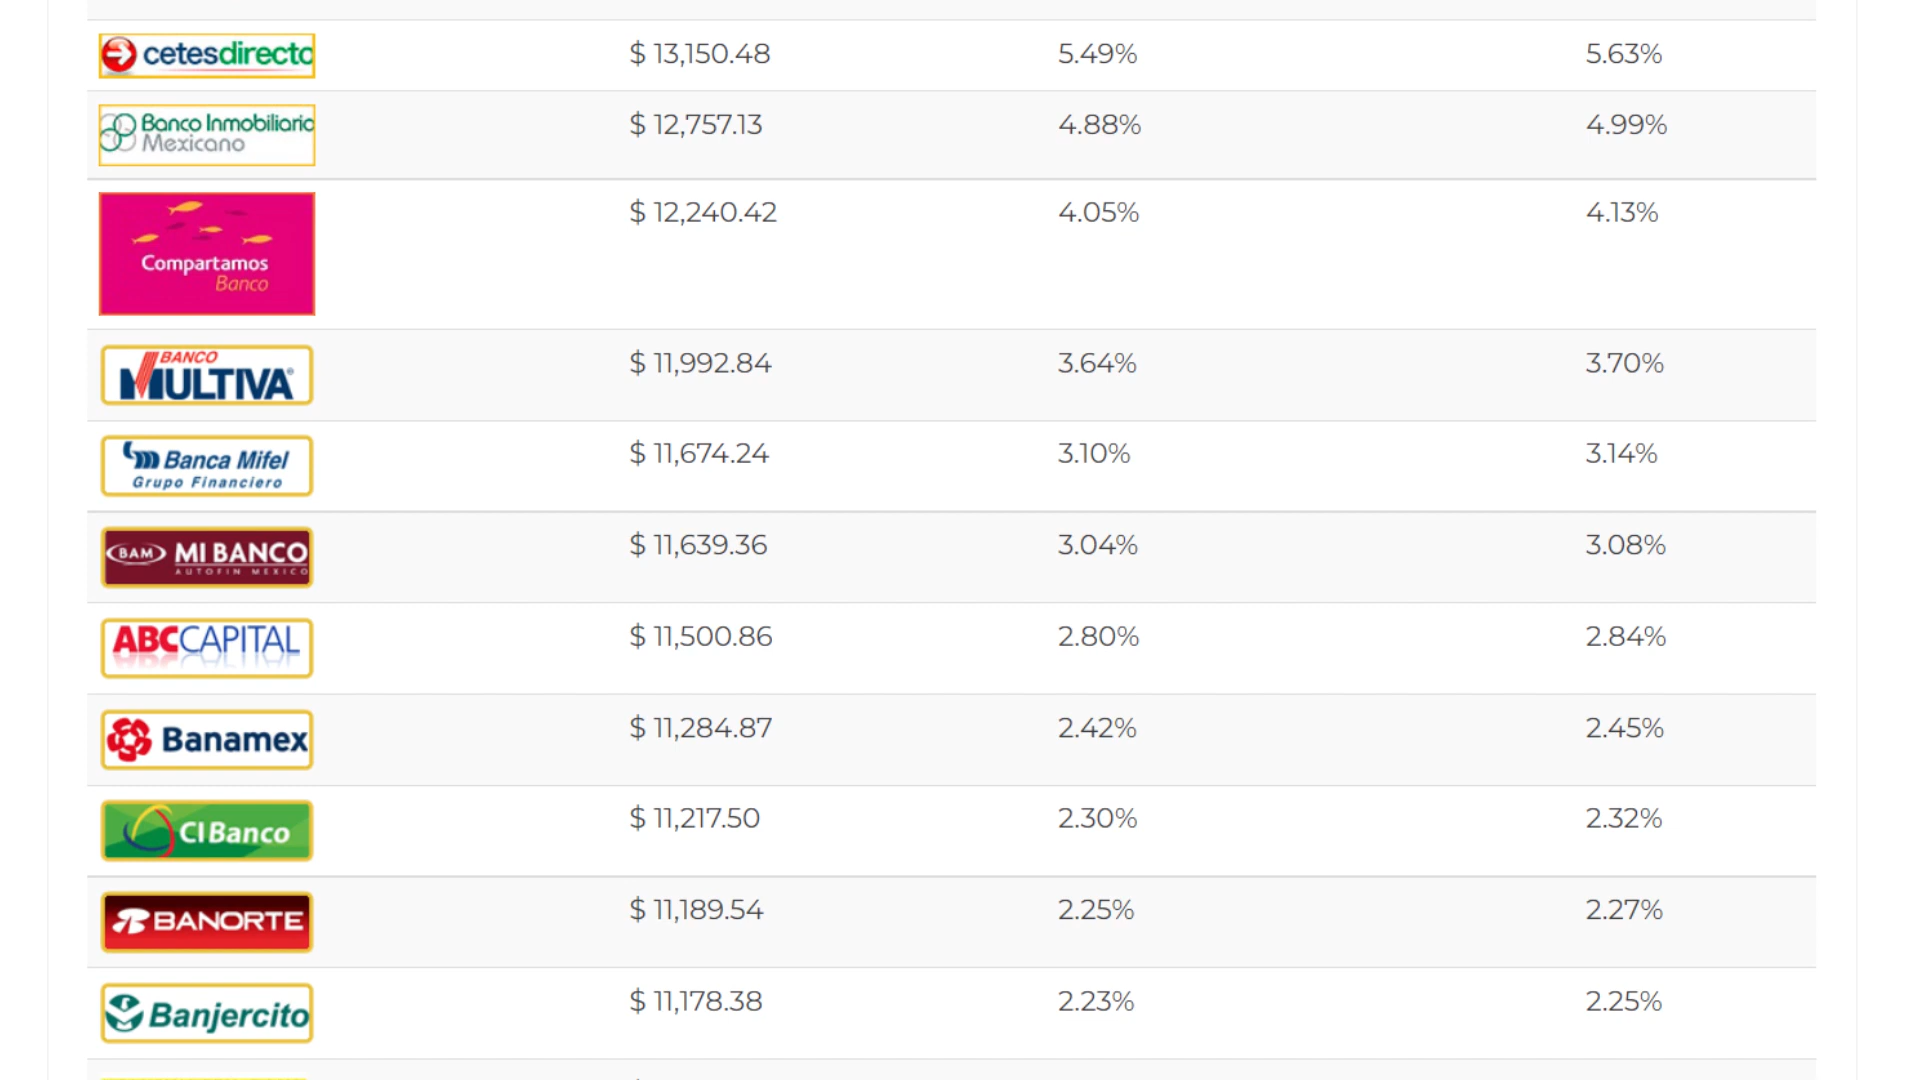 cetesdirecto $ 13,150.48 5.49% 5.63%
Banco Inmobiliario $ 12,757.13 4.88% 4.99%
Mexicano
$ 12,240.42 4.05% 4.13%
Compartamos
Banco
BANCO
MULTIVA $ 11,992.84 3.64% 3.70%
Banca Mifel $ 11,674.24 3.10% 3.14%
Grupo Financiero
BAM MI BANCO $ 11,639.36 3.04% 3.08%
AUTOFIN MEXICO
ABCCAPITAL $ 11,500.86 2.80% 2.84%
Banamex $ 11,284.87 2.42% 2.45%
CIBanco $ 11,217.50 2.30% 2.32%
BANORTE $ 11,189.54 2.25% 2.27%
Banjercito $ 11,178.38 2.23% 2.25%